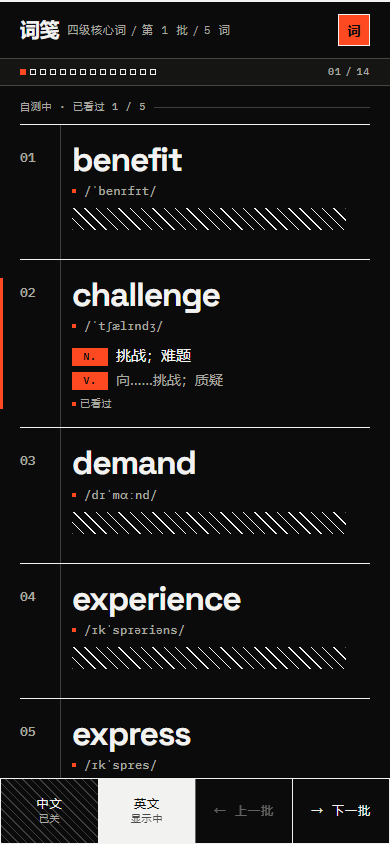 词笺 四级核心词 / 第 1 批 / 5 词 词
01 / 14
自测中 · 已看过 1 / 5
01 benefit
/ˈbenɪfɪt/
02 challenge
/ˈtʃælɪndʒ/
N. 挑战；难题
V. 向……挑战；质疑
已看过
03 demand
/dɪˈmɑːnd/
04 experience
/ɪkˈspɪəriəns/
05 express
/ɪkˈspres/
中文 英文 ← 上一批 → 下一批
已关 显示中